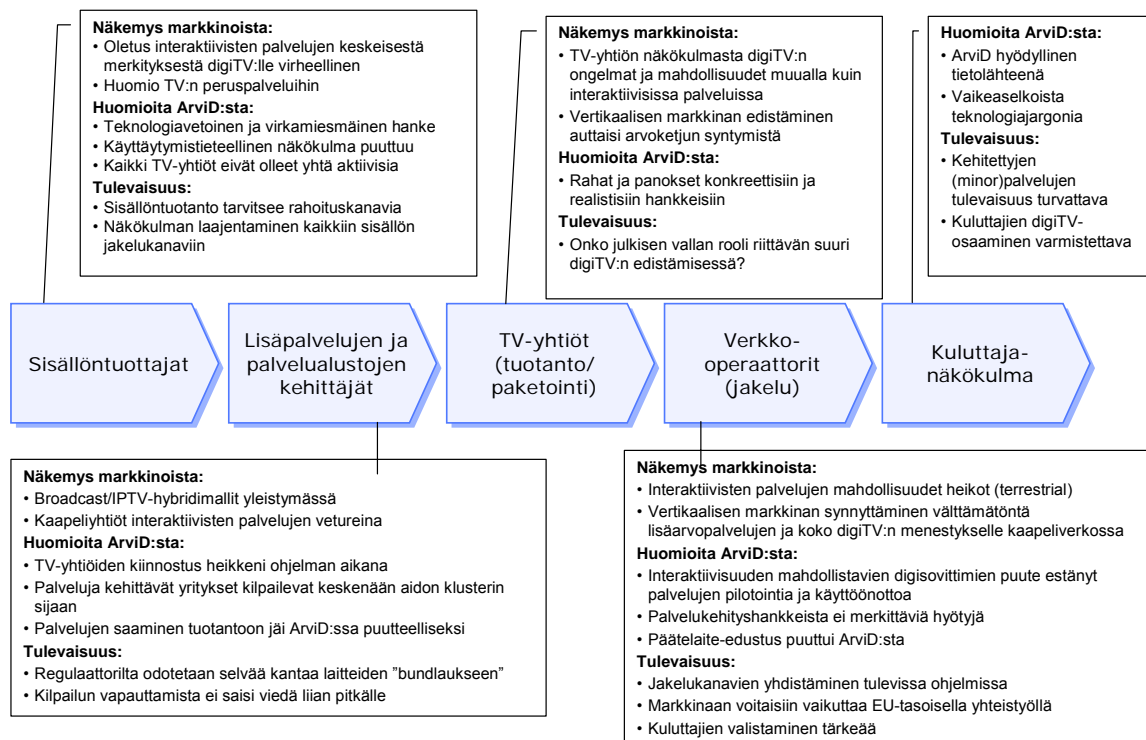 Näkemys markkinoista:
• Oletus interaktiivisten palvelujen keskeisestä
merkityksestä digiTV:lle virheellinen
• Huomio TV:n peruspalveluihin
Huomioita ArviD:sta:
• Teknologiavetoinen ja virkamiesmäinen hanke
• Käyttäytymistieteellinen näkökulma puuttuu
• Kaikki TV-yhtiöt eivät olleet yhtä aktiivisia
Tulevaisuus:
• Sisällöntuotanto tarvitsee rahoituskanavia
• Näkökulman laajentaminen kaikkiin sisällön
jakelukanaviin
Näkemys markkinoista:
• TV-yhtiön näkökulmasta digiTV:n
ongelmat ja mahdollisuudet muualla kuin
interaktiivisissa palveluissa
• Vertikaalisen markkinan edistäminen
auttaisi arvoketjun syntymistä
Huomioita ArviD:sta:
• Rahat ja panokset konkreettisiin ja
realistisiin hankkeisiin
Tulevaisuus:
• Onko julkisen vallan rooli riittävän suuri
digiTV:n edistämisessä?
Huomioita ArviD:sta:
• ArviD hyödyllinen
tietolähteenä
• Vaikeaselkoista
teknologiajargonia
Tulevaisuus:
• Kehitettyjen
(minor)palvelujen
tulevaisuus turvattava
• Kuluttajien digiTV-
osaaminen varmistettava
Sisällöntuottajat
Lisäpalvelujen ja
palvelualustojen
kehittäjät
TV-yhtiöt
(tuotanto/
paketointi)
Verkko-
operaattorit
(jakelu)
Kuluttaja-
näkökulma
Näkemys markkinoista:
• Broadcast/IPTV-hybridimallit yleistymässä
• Kaapeliyhtiöt interaktiivisten palvelujen vetureina
Huomioita ArviD:sta:
• TV-yhtiöiden kiinnostus heikkeni ohjelman aikana
• Palveluja kehittävät yritykset kilpailevat keskenään aidon klusterin
sijaan
• Palvelujen saaminen tuotantoon jäi ArviD:ssa puutteelliseksi
Tulevaisuus:
• Regulaattorilta odotetaan selvää kantaa laitteiden ”bundlaukseen”
• Kilpailun vapauttamista ei saisi viedä liian pitkälle
Näkemys markkinoista:
• Interaktiivisten palvelujen mahdollisuudet heikot (terrestrial)
• Vertikaalisen markkinan synnyttäminen välttämätöntä
lisäarvopalvelujen ja koko digiTV:n menestykselle kaapeliverkossa
Huomioita ArviD:sta:
• Interaktiivisuuden mahdollistavien digisovittimien puute estänyt
palvelujen pilotointia ja käyttöönottoa
• Palvelukehityshankkeista ei merkittäviä hyötyjä
• Päätelaite-edustus puuttui ArviD:sta
Tulevaisuus:
• Jakelukanavien yhdistäminen tulevissa ohjelmissa
• Markkinaan voitaisiin vaikuttaa EU-tasoisella yhteistyöllä
• Kuluttajien valistaminen tärkeää